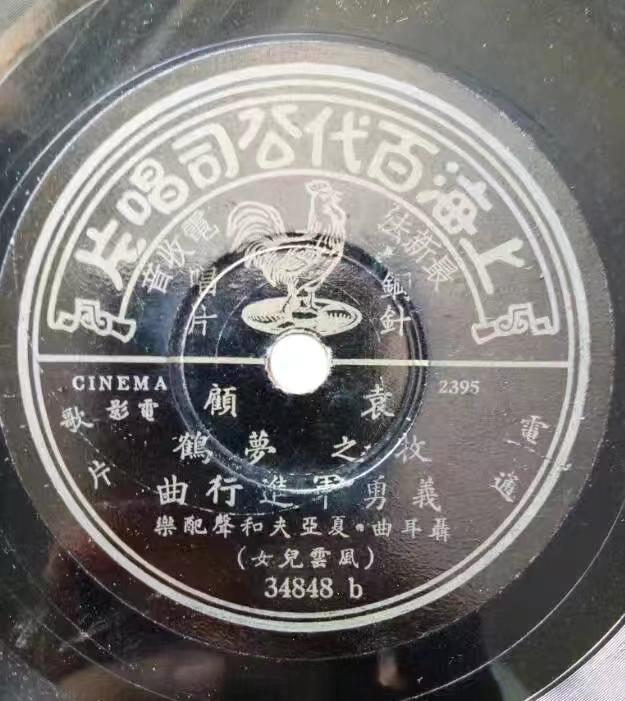 上海百代公司唱片
最新法
電收音
鋼針
唱片
CINEMA
2395
電影歌片
電通
袁牧之
顧夢鶴
義勇軍進行曲
聶耳曲•夏亞夫和聲配樂
(風雲兒女)
34848 b